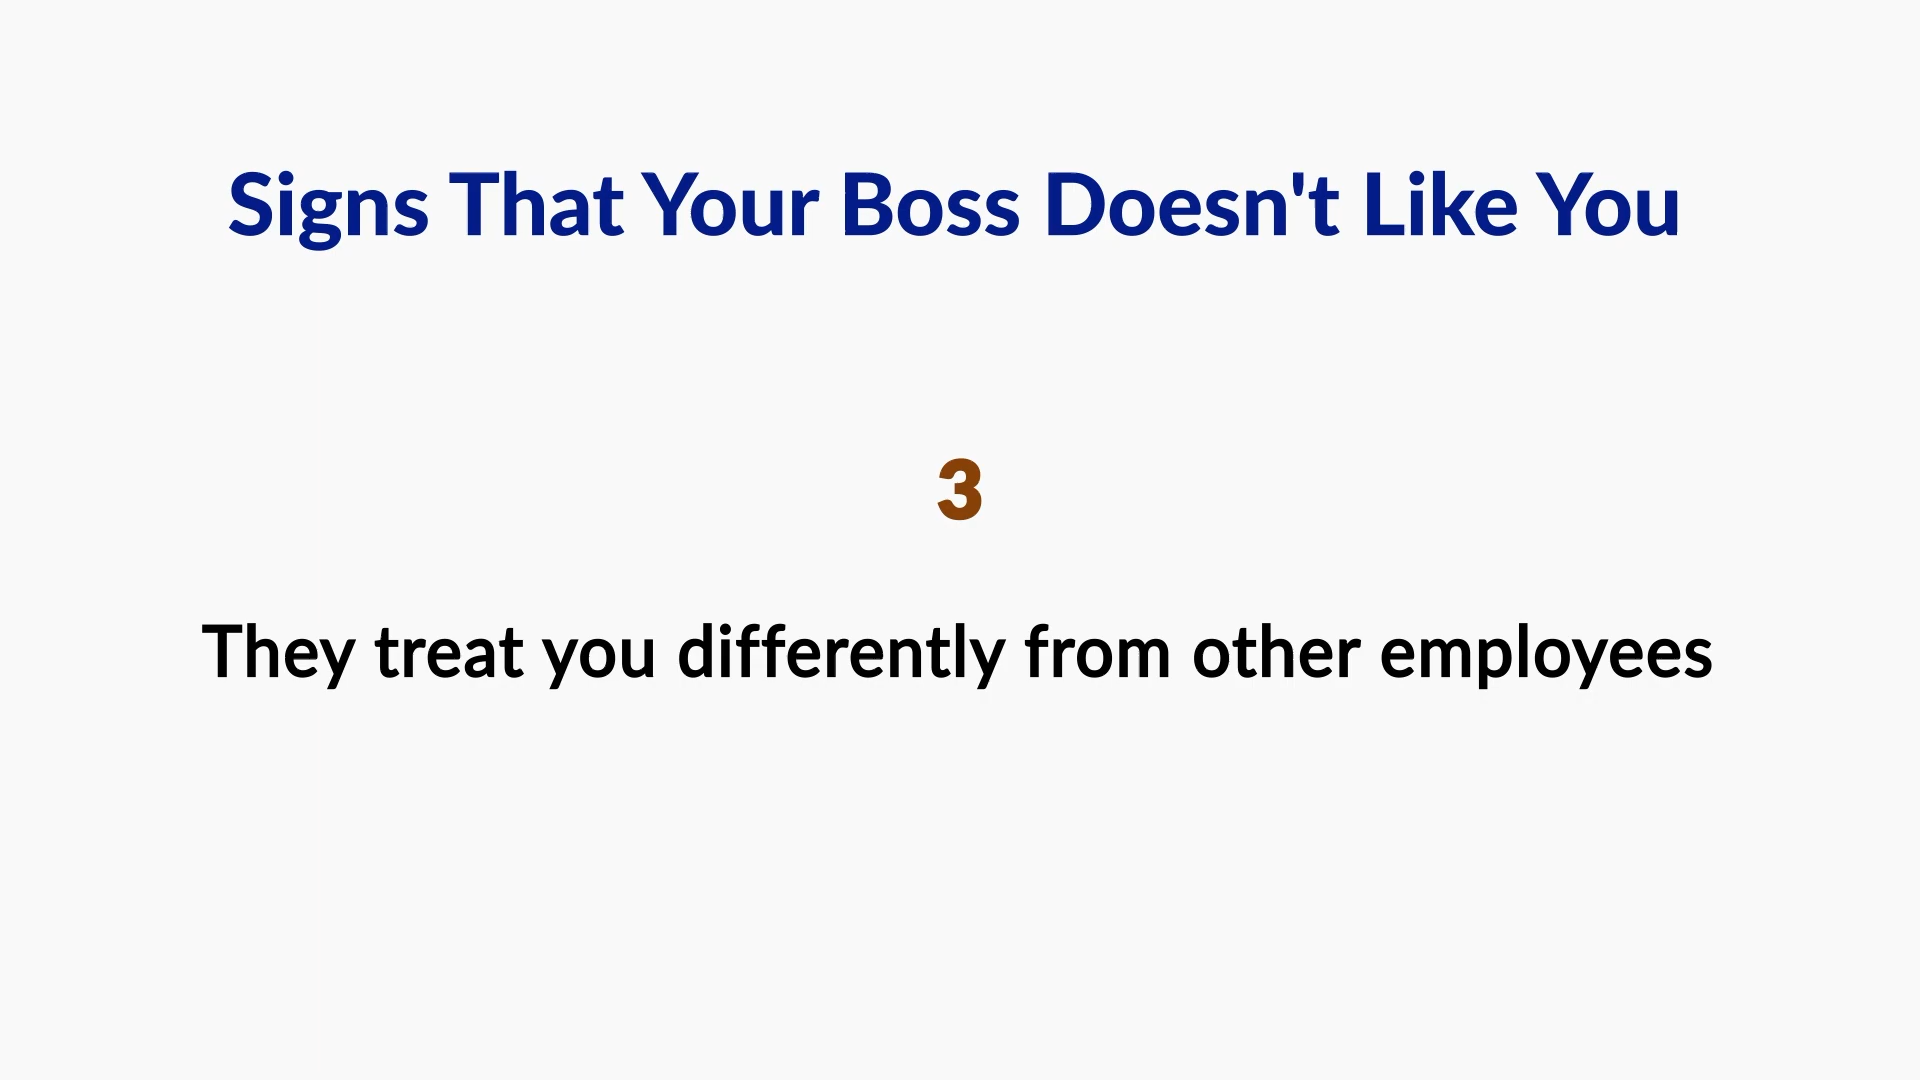 Signs That Your Boss Doesn't Like You
3
They treat you differently from other employees